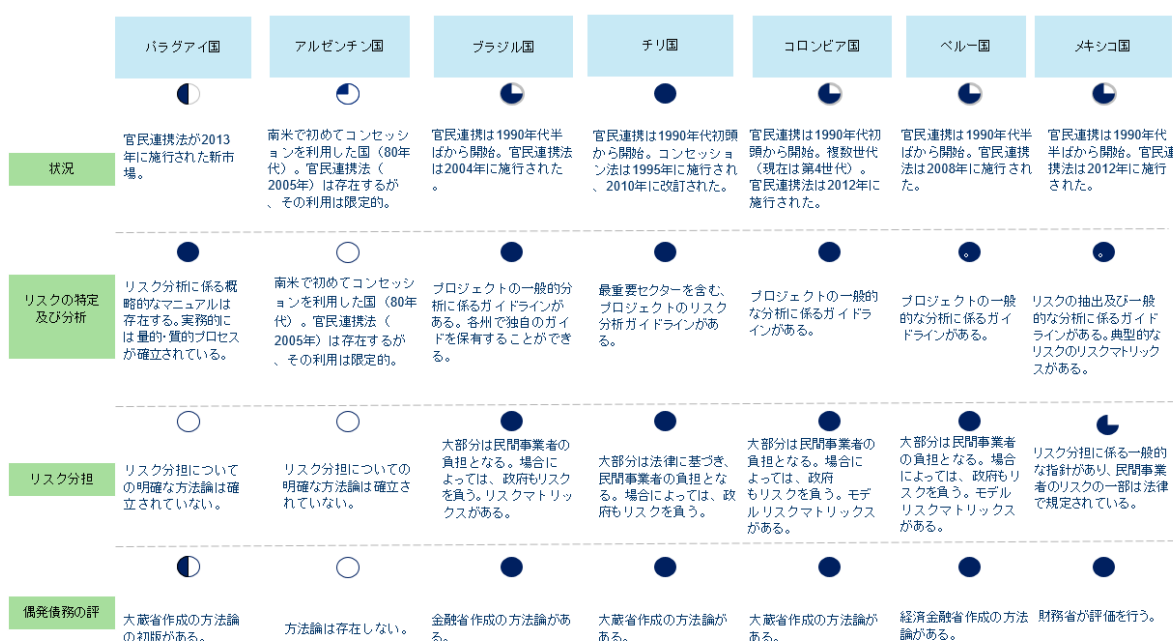 パラグアイ国
アルゼンチン国
ブラジル国
チリ国
コロンビア国
ペルー国
メキシコ国
状況
官民連携法が2013
年に施行された新市
場。
南米で初めてコンセッシ
ョンを利用した国（80年
代）。官民連携法（
2005年）は存在するが
、その利用は限定的。
官民連携は1990年代半
ばから開始。官民連携法
は2004年に施行された
。
官民連携は1990年代初頭
から開始。コンセッショ
ン法は1995年に施行され
、2010年に改訂された。
官民連携は1990年代初
頭から開始。複数世代
（現在は第4世代）。
官民連携法は2012年に
施行された。
官民連携は1990年代半
ばから開始。官民連携
法は2008年に施行され
た。
官民連携は1990年代
半ばから開始。官民連
携法は2012年に施行
された。
リスクの特定
及び分析
リスク分析に係る概
略的なマニュアルは
存在する。実務的に
は量的・質的プロセス
が確立されている。
南米で初めてコンセッシ
ョンを利用した国（80年
代）。官民連携法（
2005年）は存在するが
、その利用は限定的。
プロジェクトの一般的分
析に係るガイドラインが
ある。各州で独自のガイ
ドを保有することができ
る。
最重要セクターを含む、
プロジェクトのリスク
分析ガイドラインがあ
る。
プロジェクトの一般的
な分析に係るガイドラ
インがある。
プロジェクトの一般
的な分析に係るガイ
ドラインがある。
リスクの抽出及び一般
的な分析に係るガイド
ラインがある。典型的な
リスクのリスクマトリック
スがある。
リスク分担
リスク分担について
の明確な方法論は確
立されていない。
リスク分担についての
明確な方法論は確立さ
れていない。
大部分は民間事業者の
負担となる。場合に
よっては、政府もリスク
を負う。リスクマトリッ
クスがある。
大部分は法律に基づき、
民間事業者の負担とな
る。場合によっては、政
府もリスクを負う。
大部分は民間事業者の
負担となる。場合に
よっては、政府
もリスクを負う。モデ
ルリスクマトリックス
がある。
大部分は民間事業者
の負担となる。場合
によっては、政府もリ
スクを負う。モデル
リスクマトリックス
がある。
リスク分担に係る一般的
な指針があり、民間事業
者のリスクの一部は法律
で規定されている。
偶発債務の評
大蔵省作成の方法論
の初版がある。
方法論は存在しない。
金融省作成の方法論があ
る。
大蔵省作成の方法論が
ある。
大蔵省作成の方法論が
ある。
経済金融省作成の方法
論がある。
財務省が評価を行う。